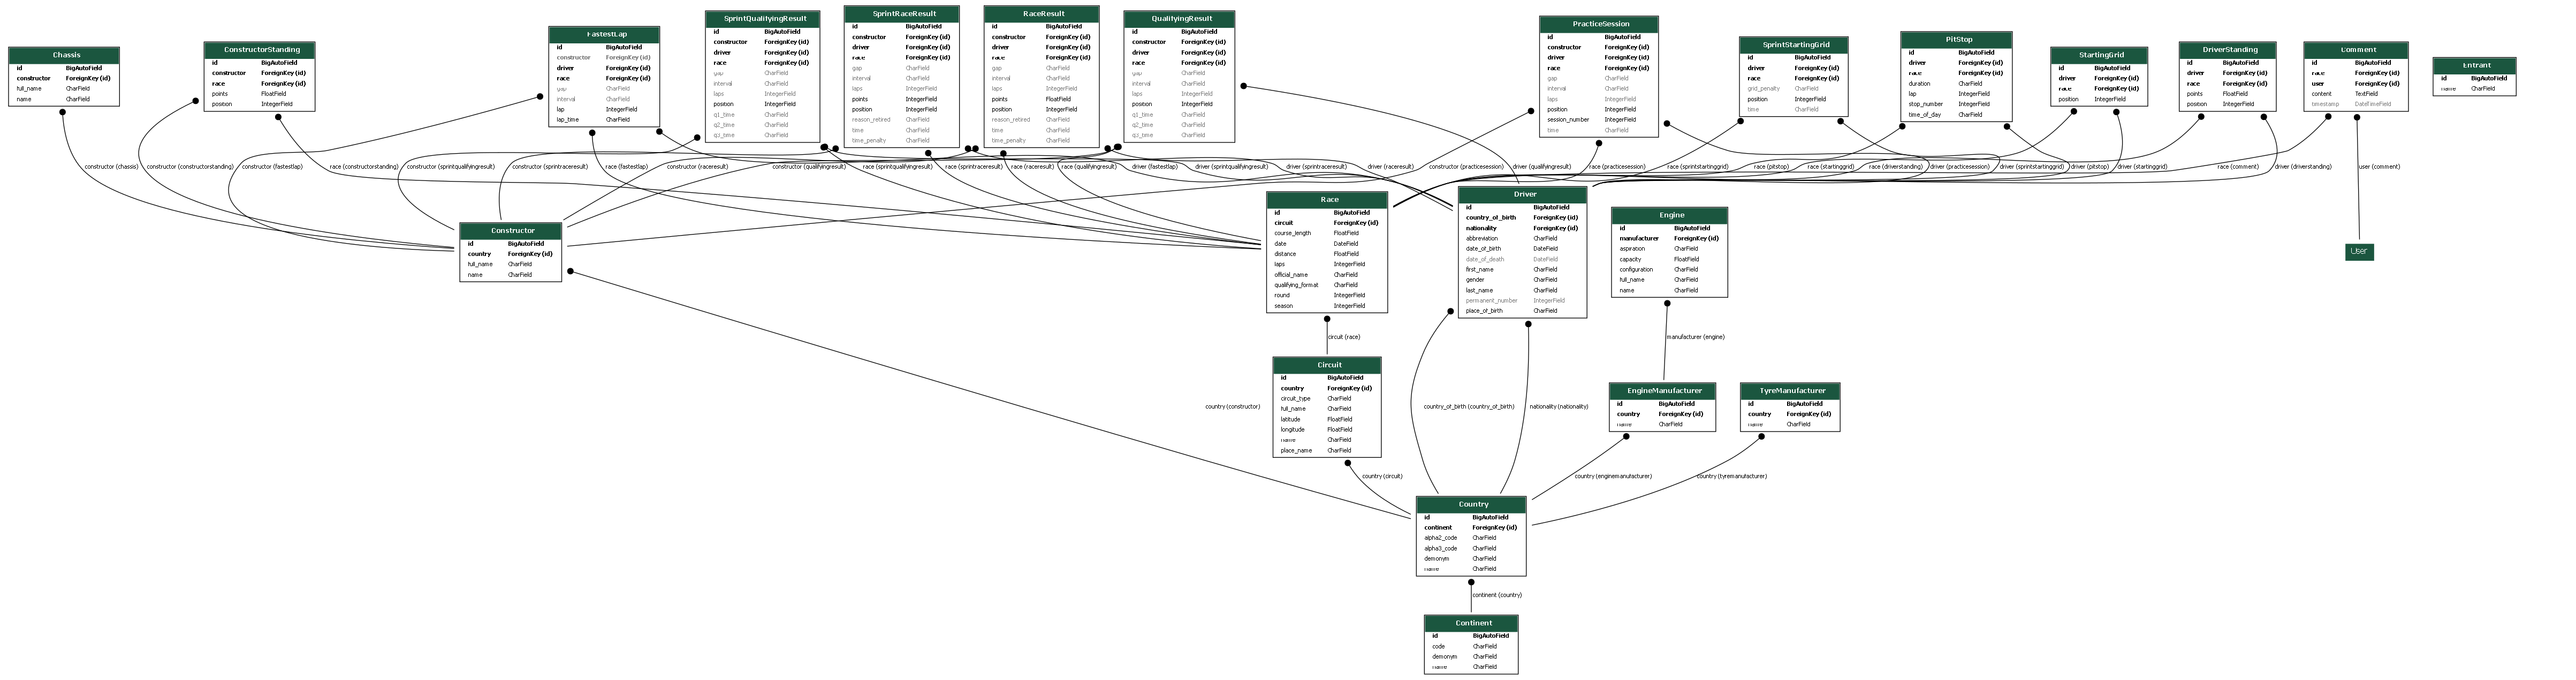 Chassis
id BigAutoField
constructor ForeignKey (id)
full_name CharField
name CharField
ConstructorStanding
id BigAutoField
constructor ForeignKey (id)
race ForeignKey (id)
points FloatField
position IntegerField
FastestLap
id BigAutoField
constructor ForeignKey (id)
driver ForeignKey (id)
race ForeignKey (id)
gap CharField
interval CharField
lap IntegerField
lap_time CharField
SprintQualifyingResult
id BigAutoField
constructor ForeignKey (id)
driver ForeignKey (id)
race ForeignKey (id)
gap CharField
interval CharField
laps IntegerField
position IntegerField
q1_time CharField
q2_time CharField
q3_time CharField
SprintRaceResult
id BigAutoField
constructor ForeignKey (id)
driver ForeignKey (id)
race ForeignKey (id)
gap CharField
interval CharField
laps IntegerField
points IntegerField
position IntegerField
reason_retired CharField
time CharField
time_penalty CharField
RaceResult
id BigAutoField
constructor ForeignKey (id)
driver ForeignKey (id)
race ForeignKey (id)
gap CharField
interval CharField
laps IntegerField
points FloatField
position IntegerField
reason_retired CharField
time CharField
time_penalty CharField
QualifyingResult
id BigAutoField
constructor ForeignKey (id)
driver ForeignKey (id)
race ForeignKey (id)
gap CharField
interval CharField
laps IntegerField
position IntegerField
q1_time CharField
q2_time CharField
q3_time CharField
PracticeSession
id BigAutoField
constructor ForeignKey (id)
driver ForeignKey (id)
race ForeignKey (id)
gap CharField
interval CharField
laps IntegerField
position IntegerField
session_number IntegerField
time CharField
SprintStartingGrid
id BigAutoField
driver ForeignKey (id)
race ForeignKey (id)
grid_penalty CharField
position IntegerField
time CharField
PitStop
id BigAutoField
driver ForeignKey (id)
race ForeignKey (id)
duration CharField
lap IntegerField
stop_number IntegerField
time_of_day CharField
StartingGrid
id BigAutoField
driver ForeignKey (id)
race ForeignKey (id)
position IntegerField
DriverStanding
id BigAutoField
driver ForeignKey (id)
race ForeignKey (id)
points FloatField
position IntegerField
Comment
id BigAutoField
race ForeignKey (id)
user ForeignKey (id)
content TextField
timestamp DateTimeField
Entrant
id BigAutoField
name CharField
constructor (chassis)
constructor (constructorstanding)
constructor (fastestlap)
race (constructorstanding)
constructor (sprintqualifyingresult)
constructor (sprintraceresult)
race (fastestlap)
constructor (raceresult)
constructor (qualifyingresult)
race (sprintqualifyingresult)
race (sprintraceresult)
race (raceresult)
race (qualifyingresult)
driver (fastestlap)
driver (sprintqualifyingresult)
driver (sprintraceresult)
driver (raceresult)
constructor (practicesession)
driver (qualifyingresult)
race (practicesession)
race (sprintstartinggrid)
race (pitstop)
race (startinggrid)
race (driverstanding)
driver (practicesession)
driver (sprintstartinggrid)
driver (pitstop)
driver (startinggrid)
race (comment)
driver (driverstanding)
user (comment)
Constructor
id BigAutoField
country ForeignKey (id)
full_name CharField
name CharField
Race
id BigAutoField
circuit ForeignKey (id)
course_length FloatField
date DateField
distance FloatField
laps IntegerField
official_name CharField
qualifying_format CharField
round IntegerField
season IntegerField
Driver
id BigAutoField
country_of_birth ForeignKey (id)
nationality ForeignKey (id)
abbreviation CharField
date_of_birth DateField
date_of_death DateField
first_name CharField
gender CharField
last_name CharField
permanent_number IntegerField
place_of_birth CharField
Engine
id BigAutoField
manufacturer ForeignKey (id)
aspiration CharField
capacity FloatField
configuration CharField
full_name CharField
name CharField
User
circuit (race)
manufacturer (engine)
country (constructor)
Circuit
id BigAutoField
country ForeignKey (id)
circuit_type CharField
full_name CharField
latitude FloatField
longitude FloatField
name CharField
place_name CharField
country_of_birth (country_of_birth)
nationality (nationality)
EngineManufacturer
id BigAutoField
country ForeignKey (id)
name CharField
TyreManufacturer
id BigAutoField
country ForeignKey (id)
name CharField
country (circuit)
country (enginemanufacturer)
country (tyremanufacturer)
Country
id BigAutoField
continent ForeignKey (id)
alpha2_code CharField
alpha3_code CharField
demonym CharField
name CharField
continent (country)
Continent
id BigAutoField
code CharField
demonym CharField
name CharField